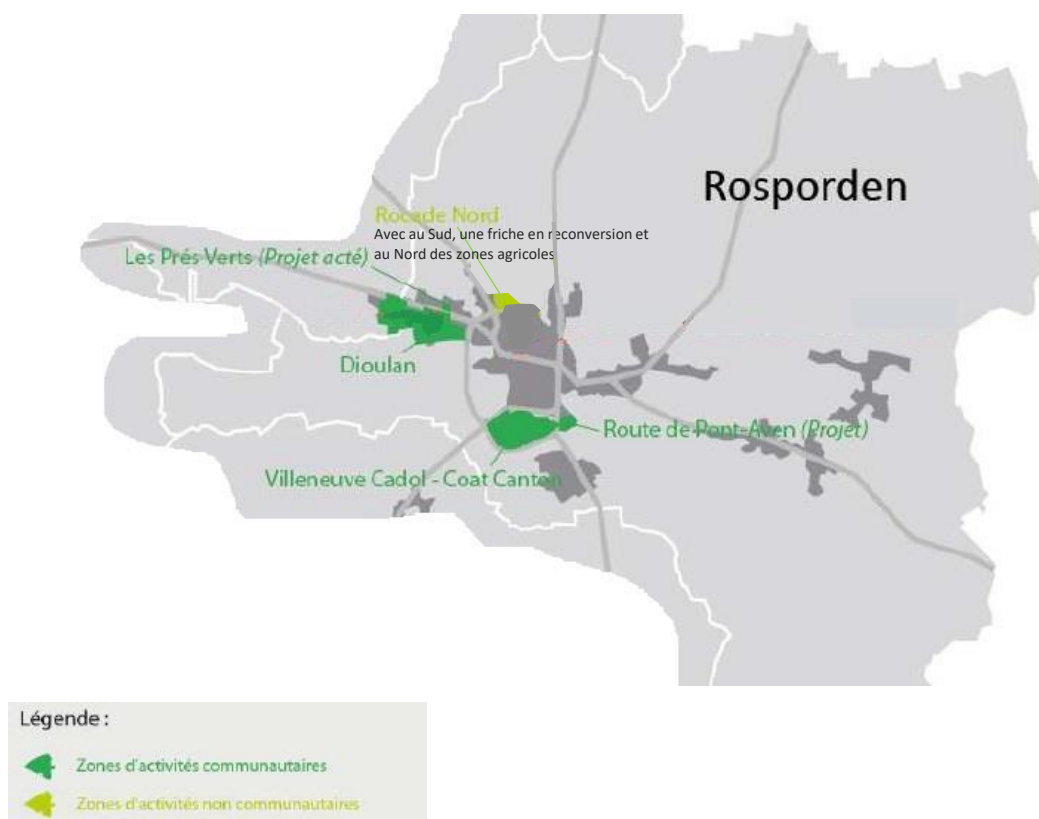 Rosporden
Rocade Nord
Avec au Sud, une friche en reconversion et
au Nord des zones agricoles
Les Prés Verts (Projet acté)
Dioulan
Route de Pont-Aven (Projet)
Villeneuve Cadol - Coat Canton
Légende :
Zones d'activités communautaires
Zones d'activités non communautaires